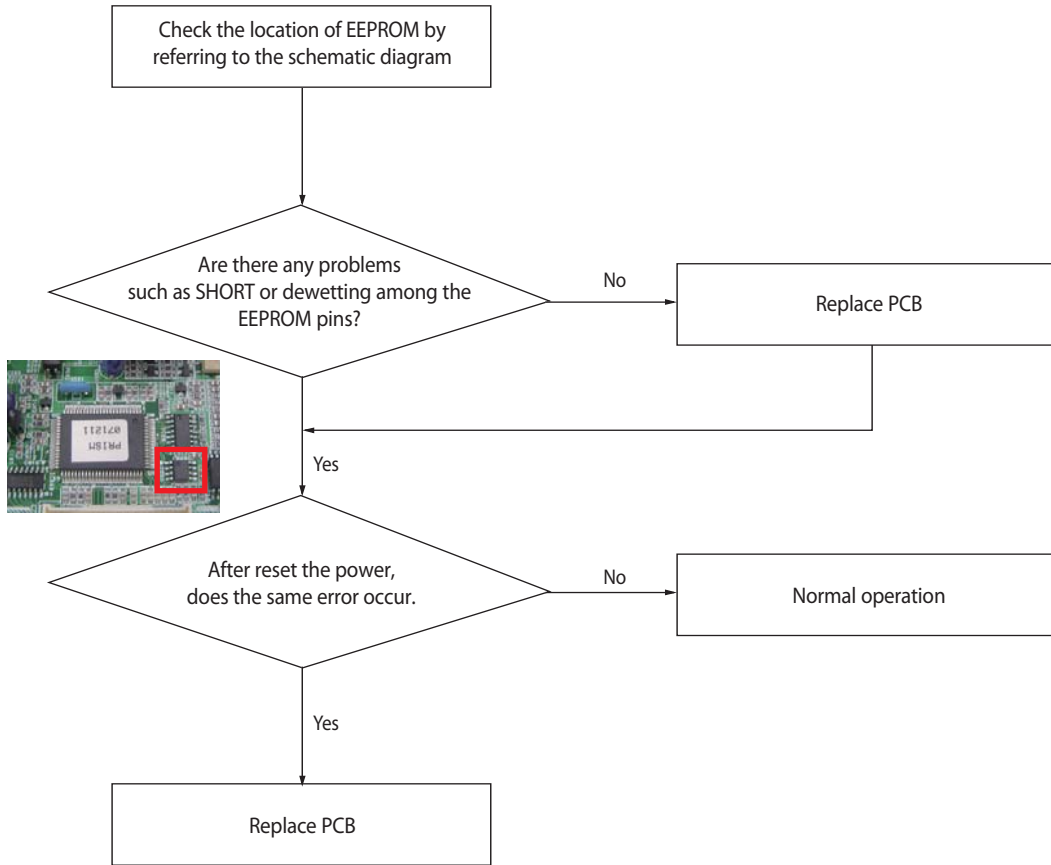 Check the location of EEPROM by
referring to the schematic diagram
Are there any problems
such as SHORT or dewetting among the
EEPROM pins?
No
Replace PCB
PRISM
071211
Yes
After reset the power,
does the same error occur.
No
Normal operation
Yes
Replace PCB